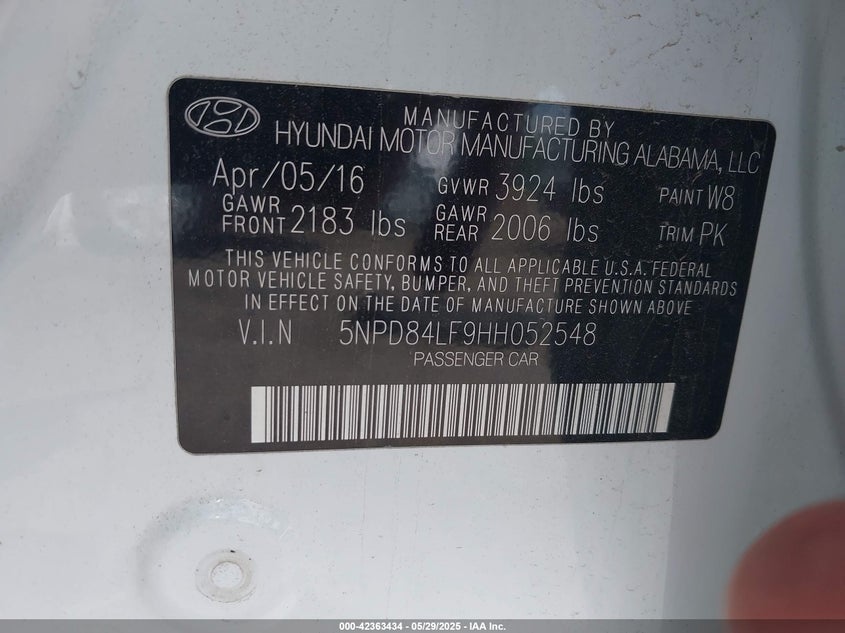 MANUFACTURED BY
HYUNDAI MOTOR MANUFACTURING ALABAMA, LLC
Apr/05/16 GVWR 3924 lbs PAINT W8
GAWR FRONT 2183 lbs GAWR REAR 2006 lbs TRIM PK
THIS VEHICLE CONFORMS TO ALL APPLICABLE U.S.A. FEDERAL
MOTOR VEHICLE SAFETY, BUMPER, AND THEFT PREVENTION STANDARDS
IN EFFECT ON THE DATE OF MANUFACTURE SHOWN ABOVE
V.I.N 5NPD84LF9HH052548
PASSENGER CAR
000-42363434 - 05/29/2025 - IAA Inc.